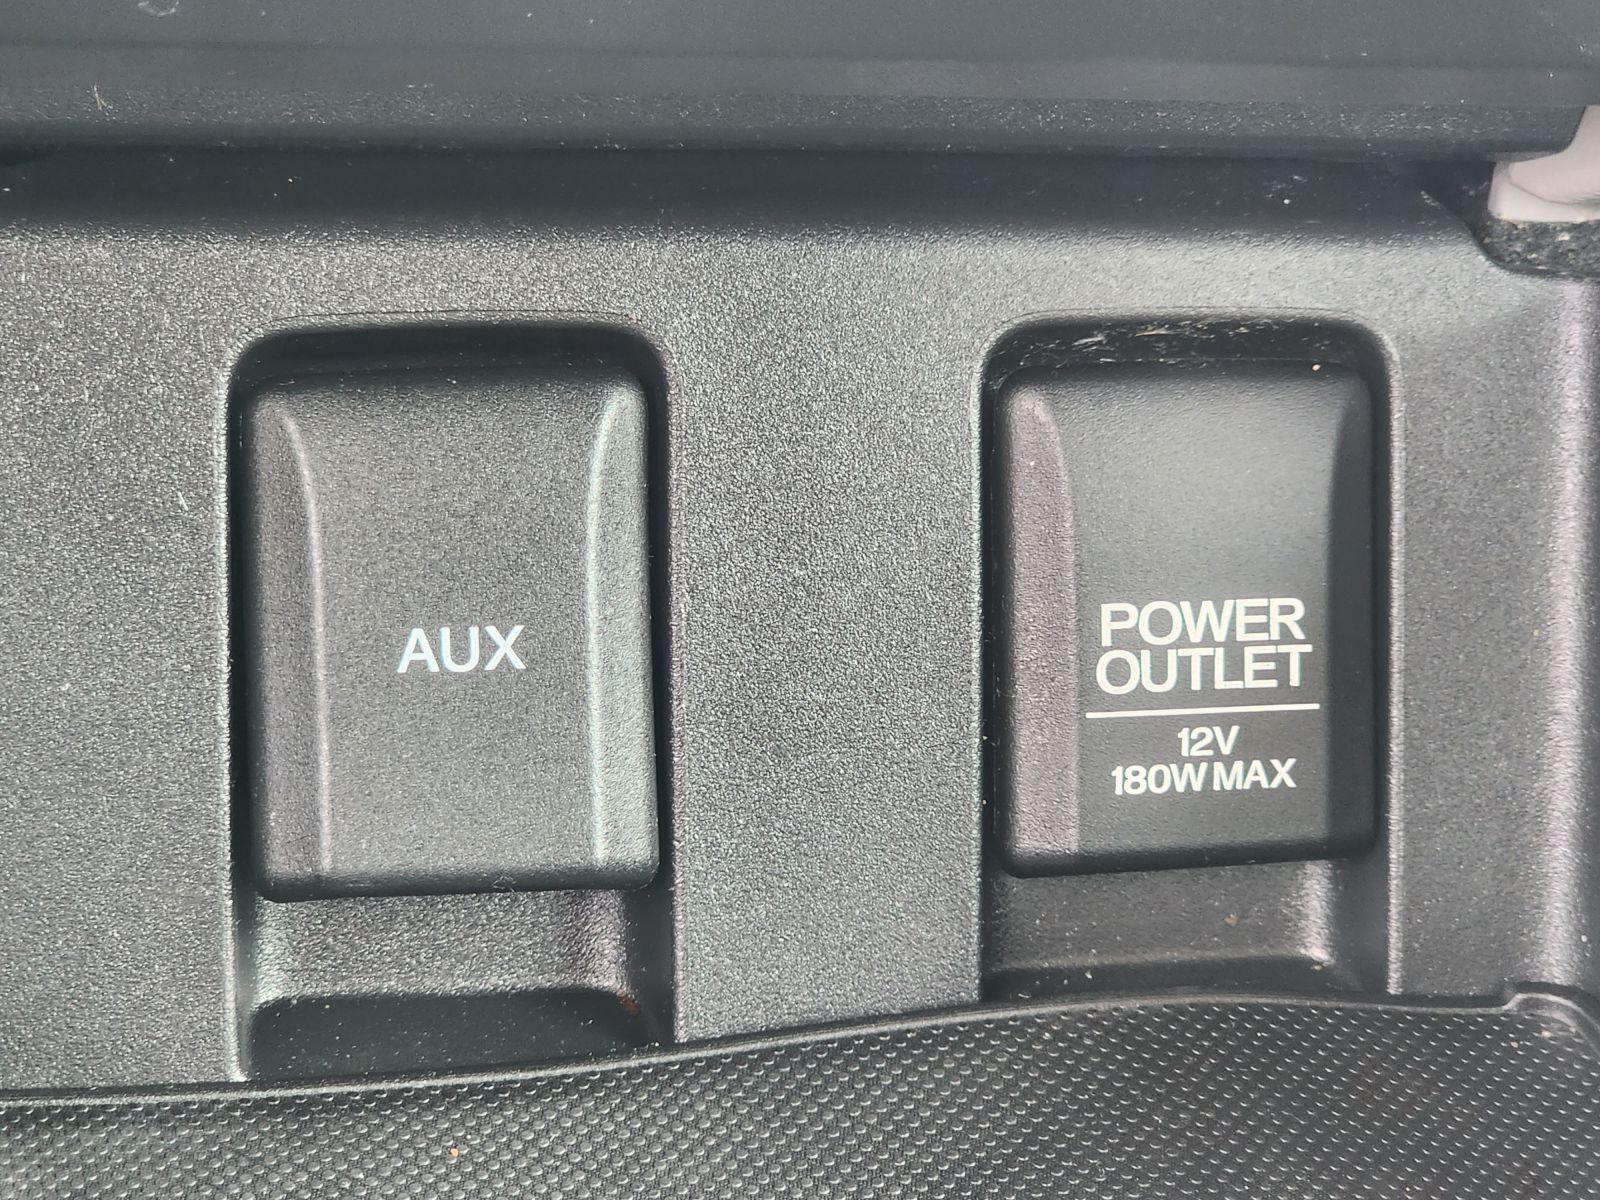 AUX
POWER
OUTLET
12V
180W MAX